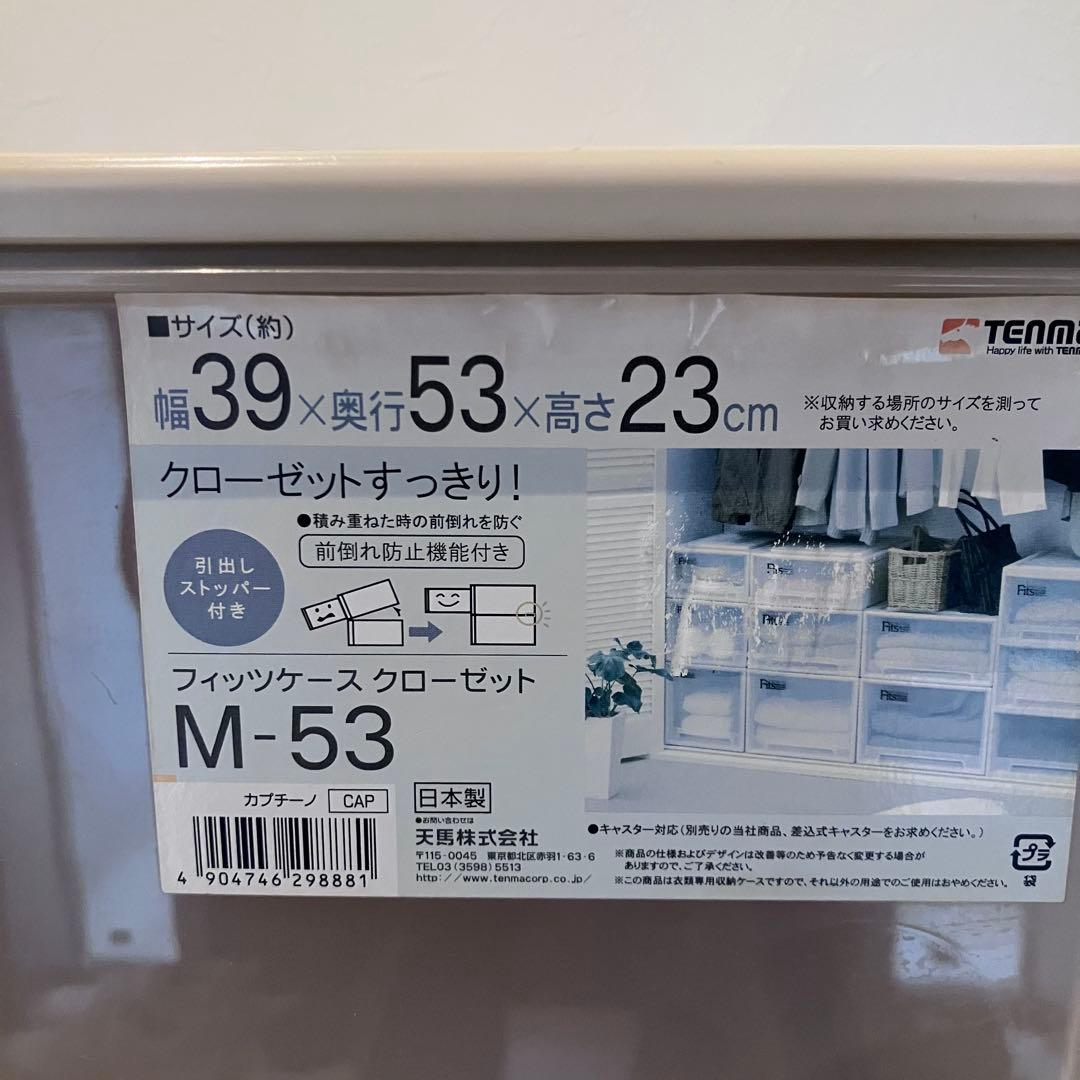 ■サイズ(約)
TENMA
Happy life with TENM
幅39×奥行53×高さ23cm
※収納する場所のサイズを測って
お買い求めください。
クローゼットすっきり!
●積み重ねた時の前倒れを防ぐ
前倒れ防止機能付き
引出し
ストッパー
付き
フィッツケース クローゼット
M-53
カプチーノ CAP
日本製
●お問い合わせは
天馬株式会社
〒115-0045 東京都北区赤羽1-63-6
TEL03(3598)5513
http://www.tenmacorp.co.jp/
4 904746 298881
Fits
Fits
Fits
Fits
Fits
Fits
Fits
Fits
Fits
●キャスター対応(別売りの当社商品、差込式キャスターをお求めください。)
※商品の仕様およびデザインは改善等のため予告なく変更する場合が
ありますので、ご了承ください。
※この商品は衣類専用収納ケースですので、それ以外の用途でのご使用はおやめください。
プラ
袋